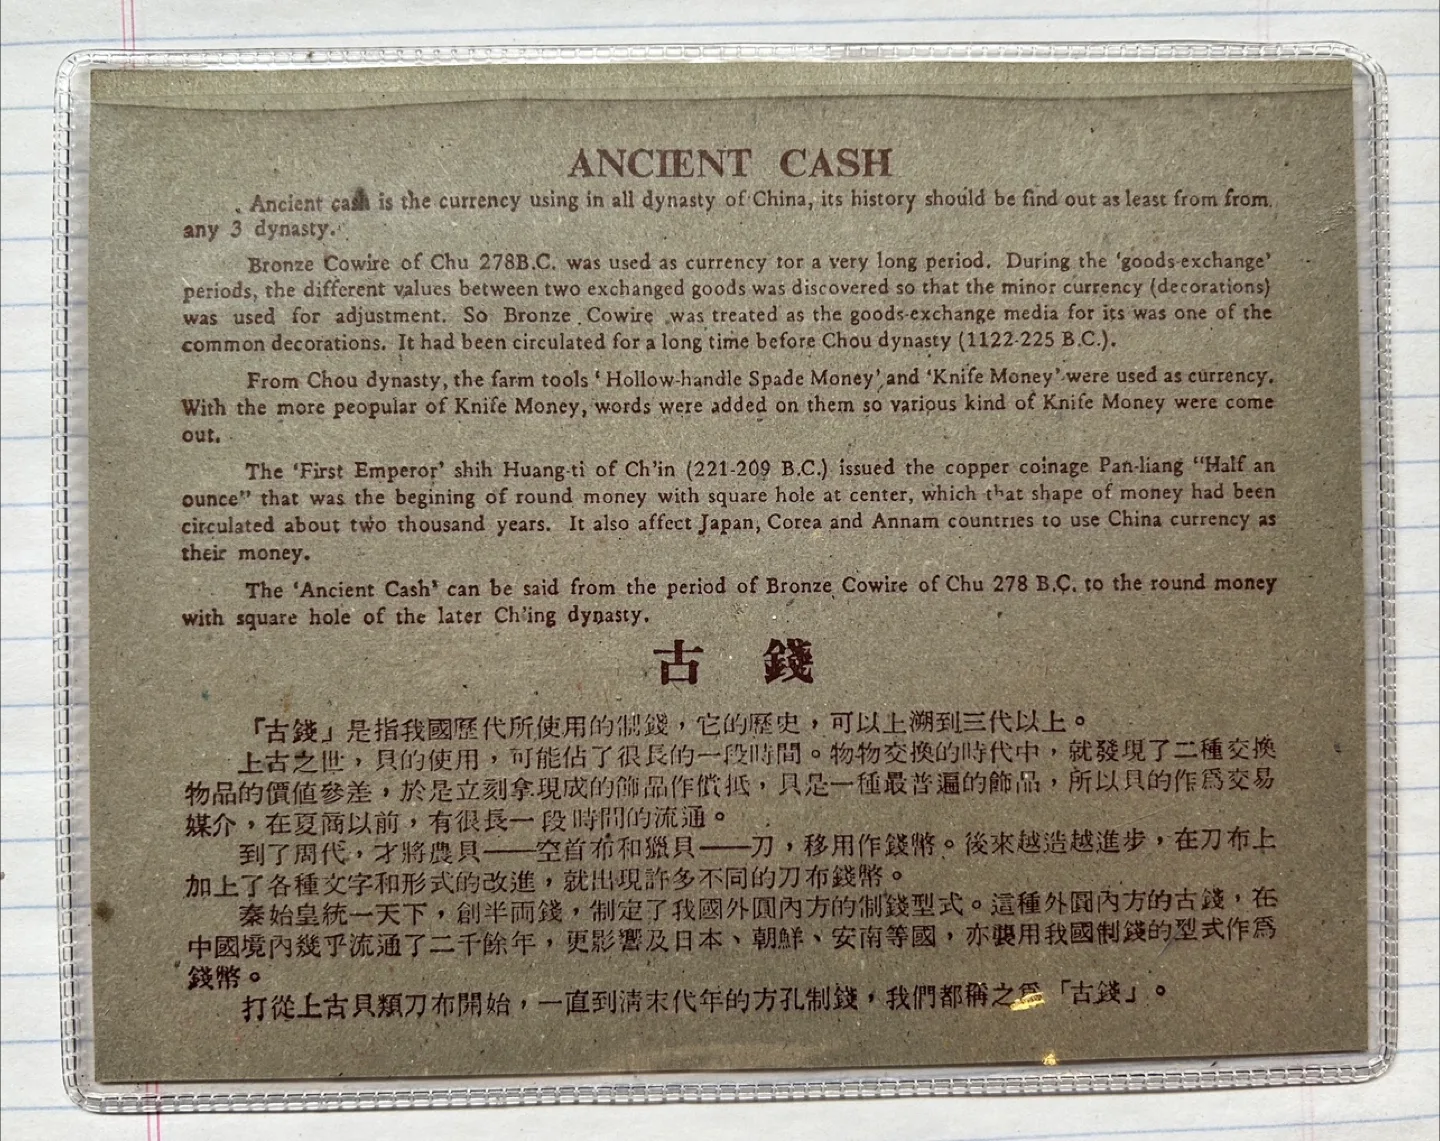 ANCIENT CASH
Ancient cash is the currency using in all dynasty of China, its history should be find out as least from from
any 3 dynasty.
Bronze Cowire of Chu 278B.C. was used as currency tor a very long period. During the 'goods-exchange'
periods, the different values between two exchanged goods was discovered so that the minor currency (decorations)
was used for adjustment. So Bronze Cowire was treated as the goods-exchange media for its was one of the
common decorations. It had been circulated for a long time before Chou dynasty (1122-225 B.C.).
From Chou dynasty, the farm tools 'Hollow-handle Spade Money' and 'Knife Money' were used as currency.
With the more peopular of Knife Money, words were added on them so various kind of Knife Money were come
out.
The 'First Emperor' shih Huang-ti of Ch'in (221-209 B.C.) issued the copper coinage Pan-liang "Half an
ounce" that was the begining of round money with square hole at center, which that shape of money had been
circulated about two thousand years. It also affect Japan, Corea and Annam countries to use China currency as
their money.
The 'Ancient Cash' can be said from the period of Bronze Cowire of Chu 278 B.C. to the round money
with square hole of the later Ch'ing dynasty.
古 錢
「古錢」是指我國歷代所使用的制錢，它的歷史，可以上溯到三代以上。
上古之世，貝的使用，可能佔了很長的一段時間。物物交換的時代中，就發現了二種交換
物品的價值參差，於是立刻拿現成的飾品作償抵，只是一種最普遍的飾品，所以貝的作爲交易
媒介，在夏商以前，有很長一段時間的流通。
到了周代，才將農貝——空首布和獵貝——刀，移用作錢幣。後來越造越進步，在刀布上
加上了各種文字和形式的改進，就出現許多不同的刀布錢幣。
秦始皇統一天下，創半兩錢，制定了我國外圓內方的制錢型式。這種外圓內方的古錢，在
中國境內幾乎流通了二千餘年，更影響及日本、朝鮮、安南等國，亦襲用我國制錢的型式作爲
錢幣。
打從上古貝類刀布開始，一直到淸末代年的方孔制錢，我們都稱之爲「古錢」。